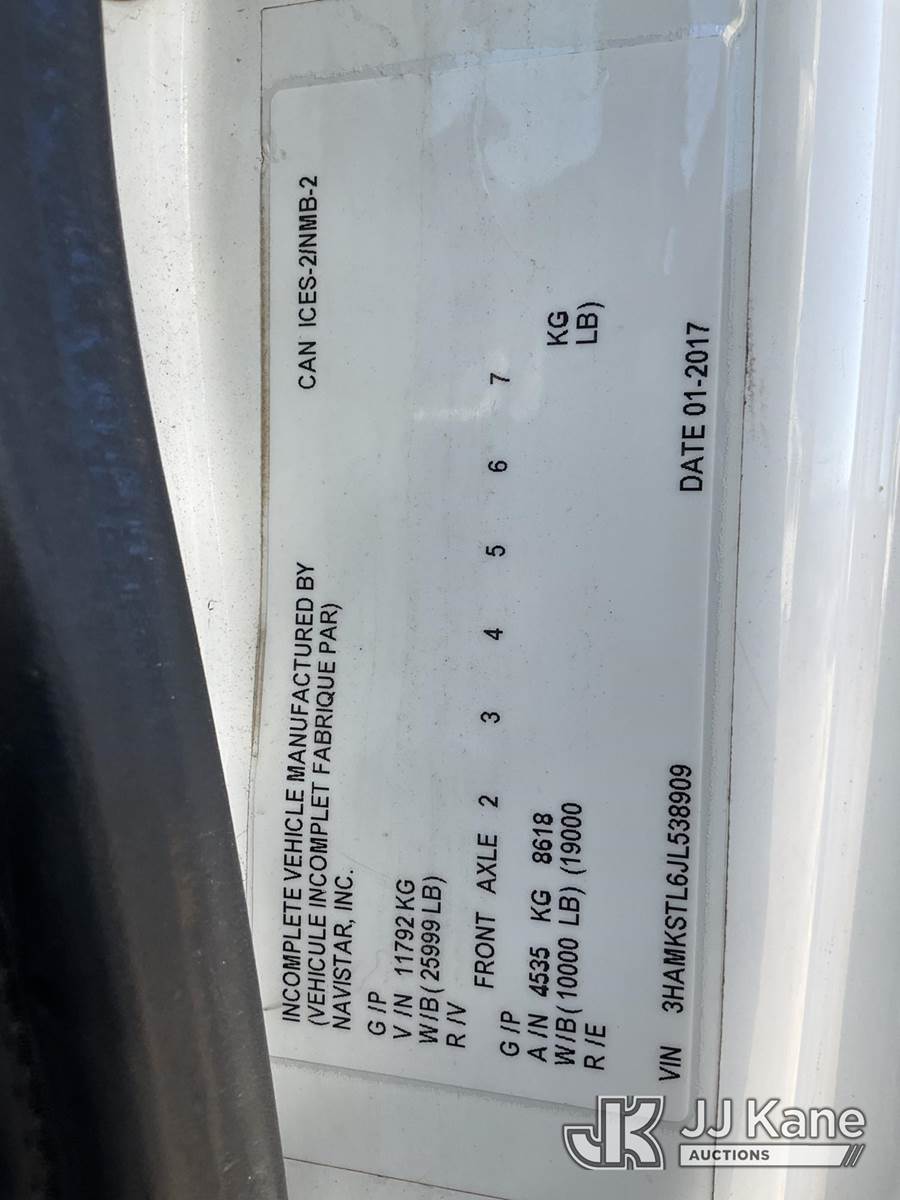 INCOMPLETE VEHICLE MANUFACTURED BY CAN ICES-2/NMB-2
(VEHICULE INCOMPLET FABRIQUE PAR)
NAVISTAR, INC.
G /P
V /N 11792 KG
W/B ( 25999 LB)
R /V
FRONT AXLE 2 3 4 5 6 7
G /P
A /N 4535 KG 8618 KG
W/B ( 10000 LB) (19000 LB)
R /E
VIN 3HAMKSTL6JL538909 DATE 01-2017
JK JJ Kane
AUCTIONS